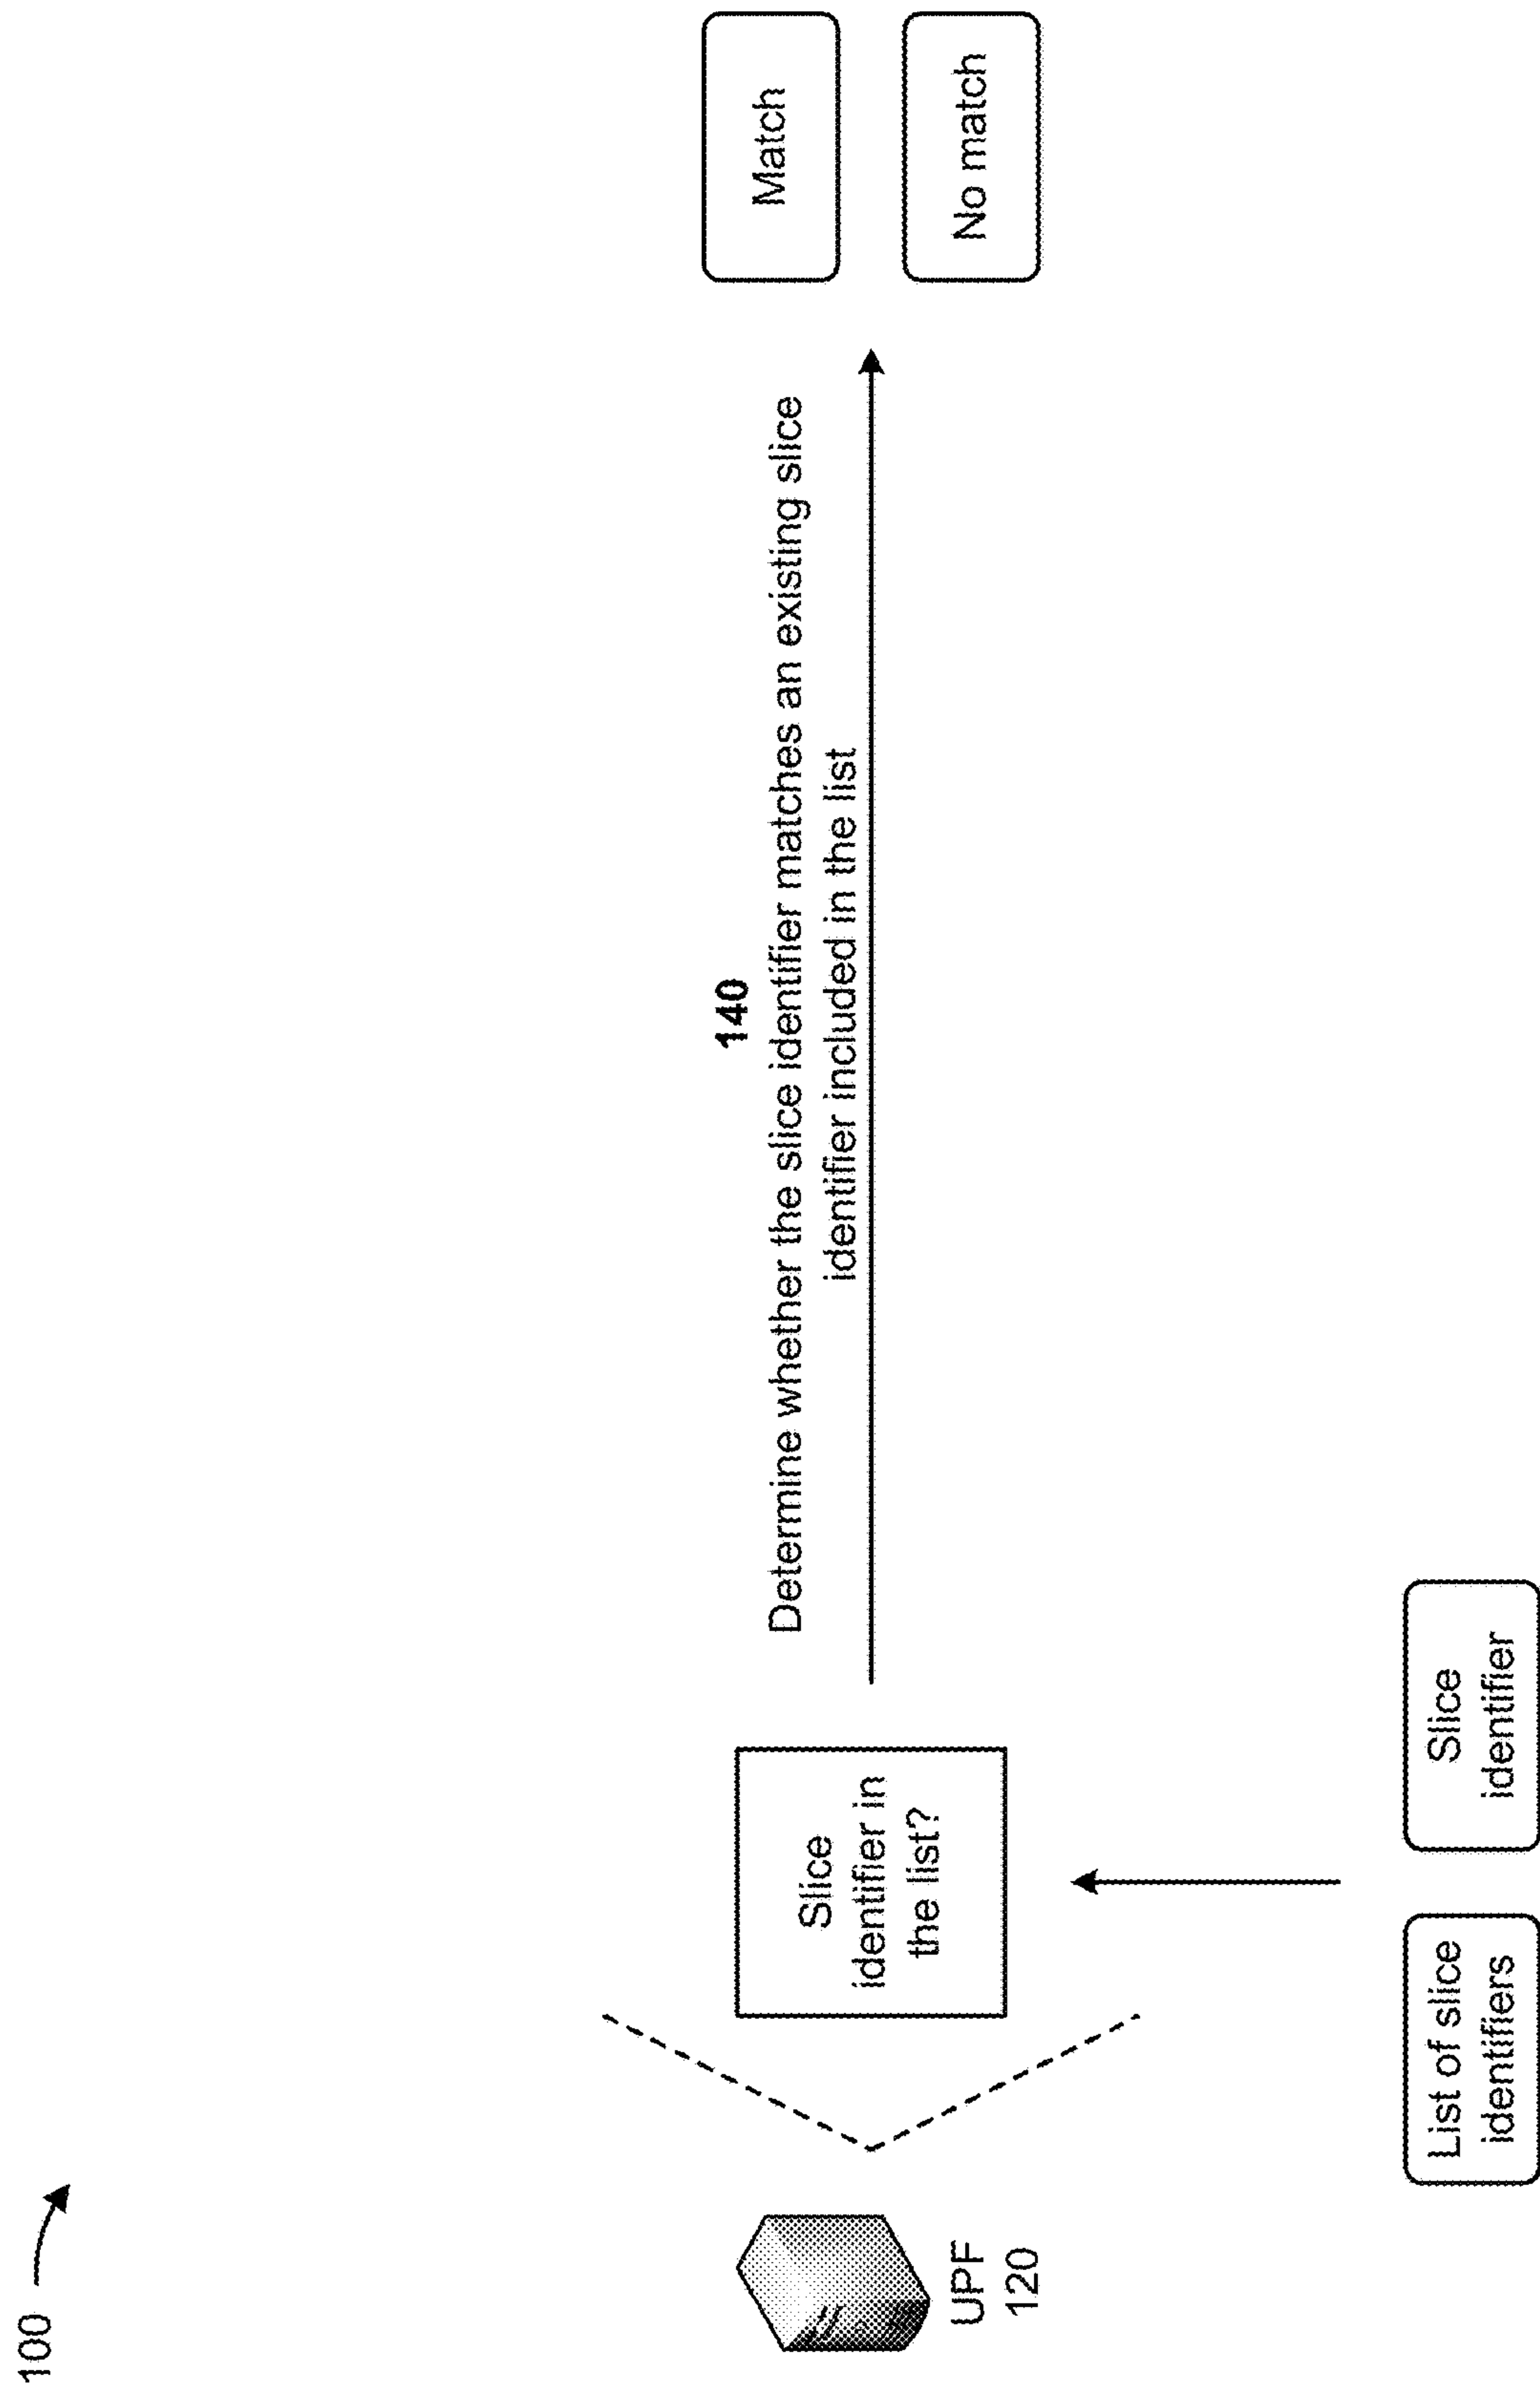 100
UPF
120
Slice
identifier in
the list?
List of slice
identifiers
Slice
identifier
140
Determine whether the slice identifier matches an existing slice
identifier included in the list
Match
No match